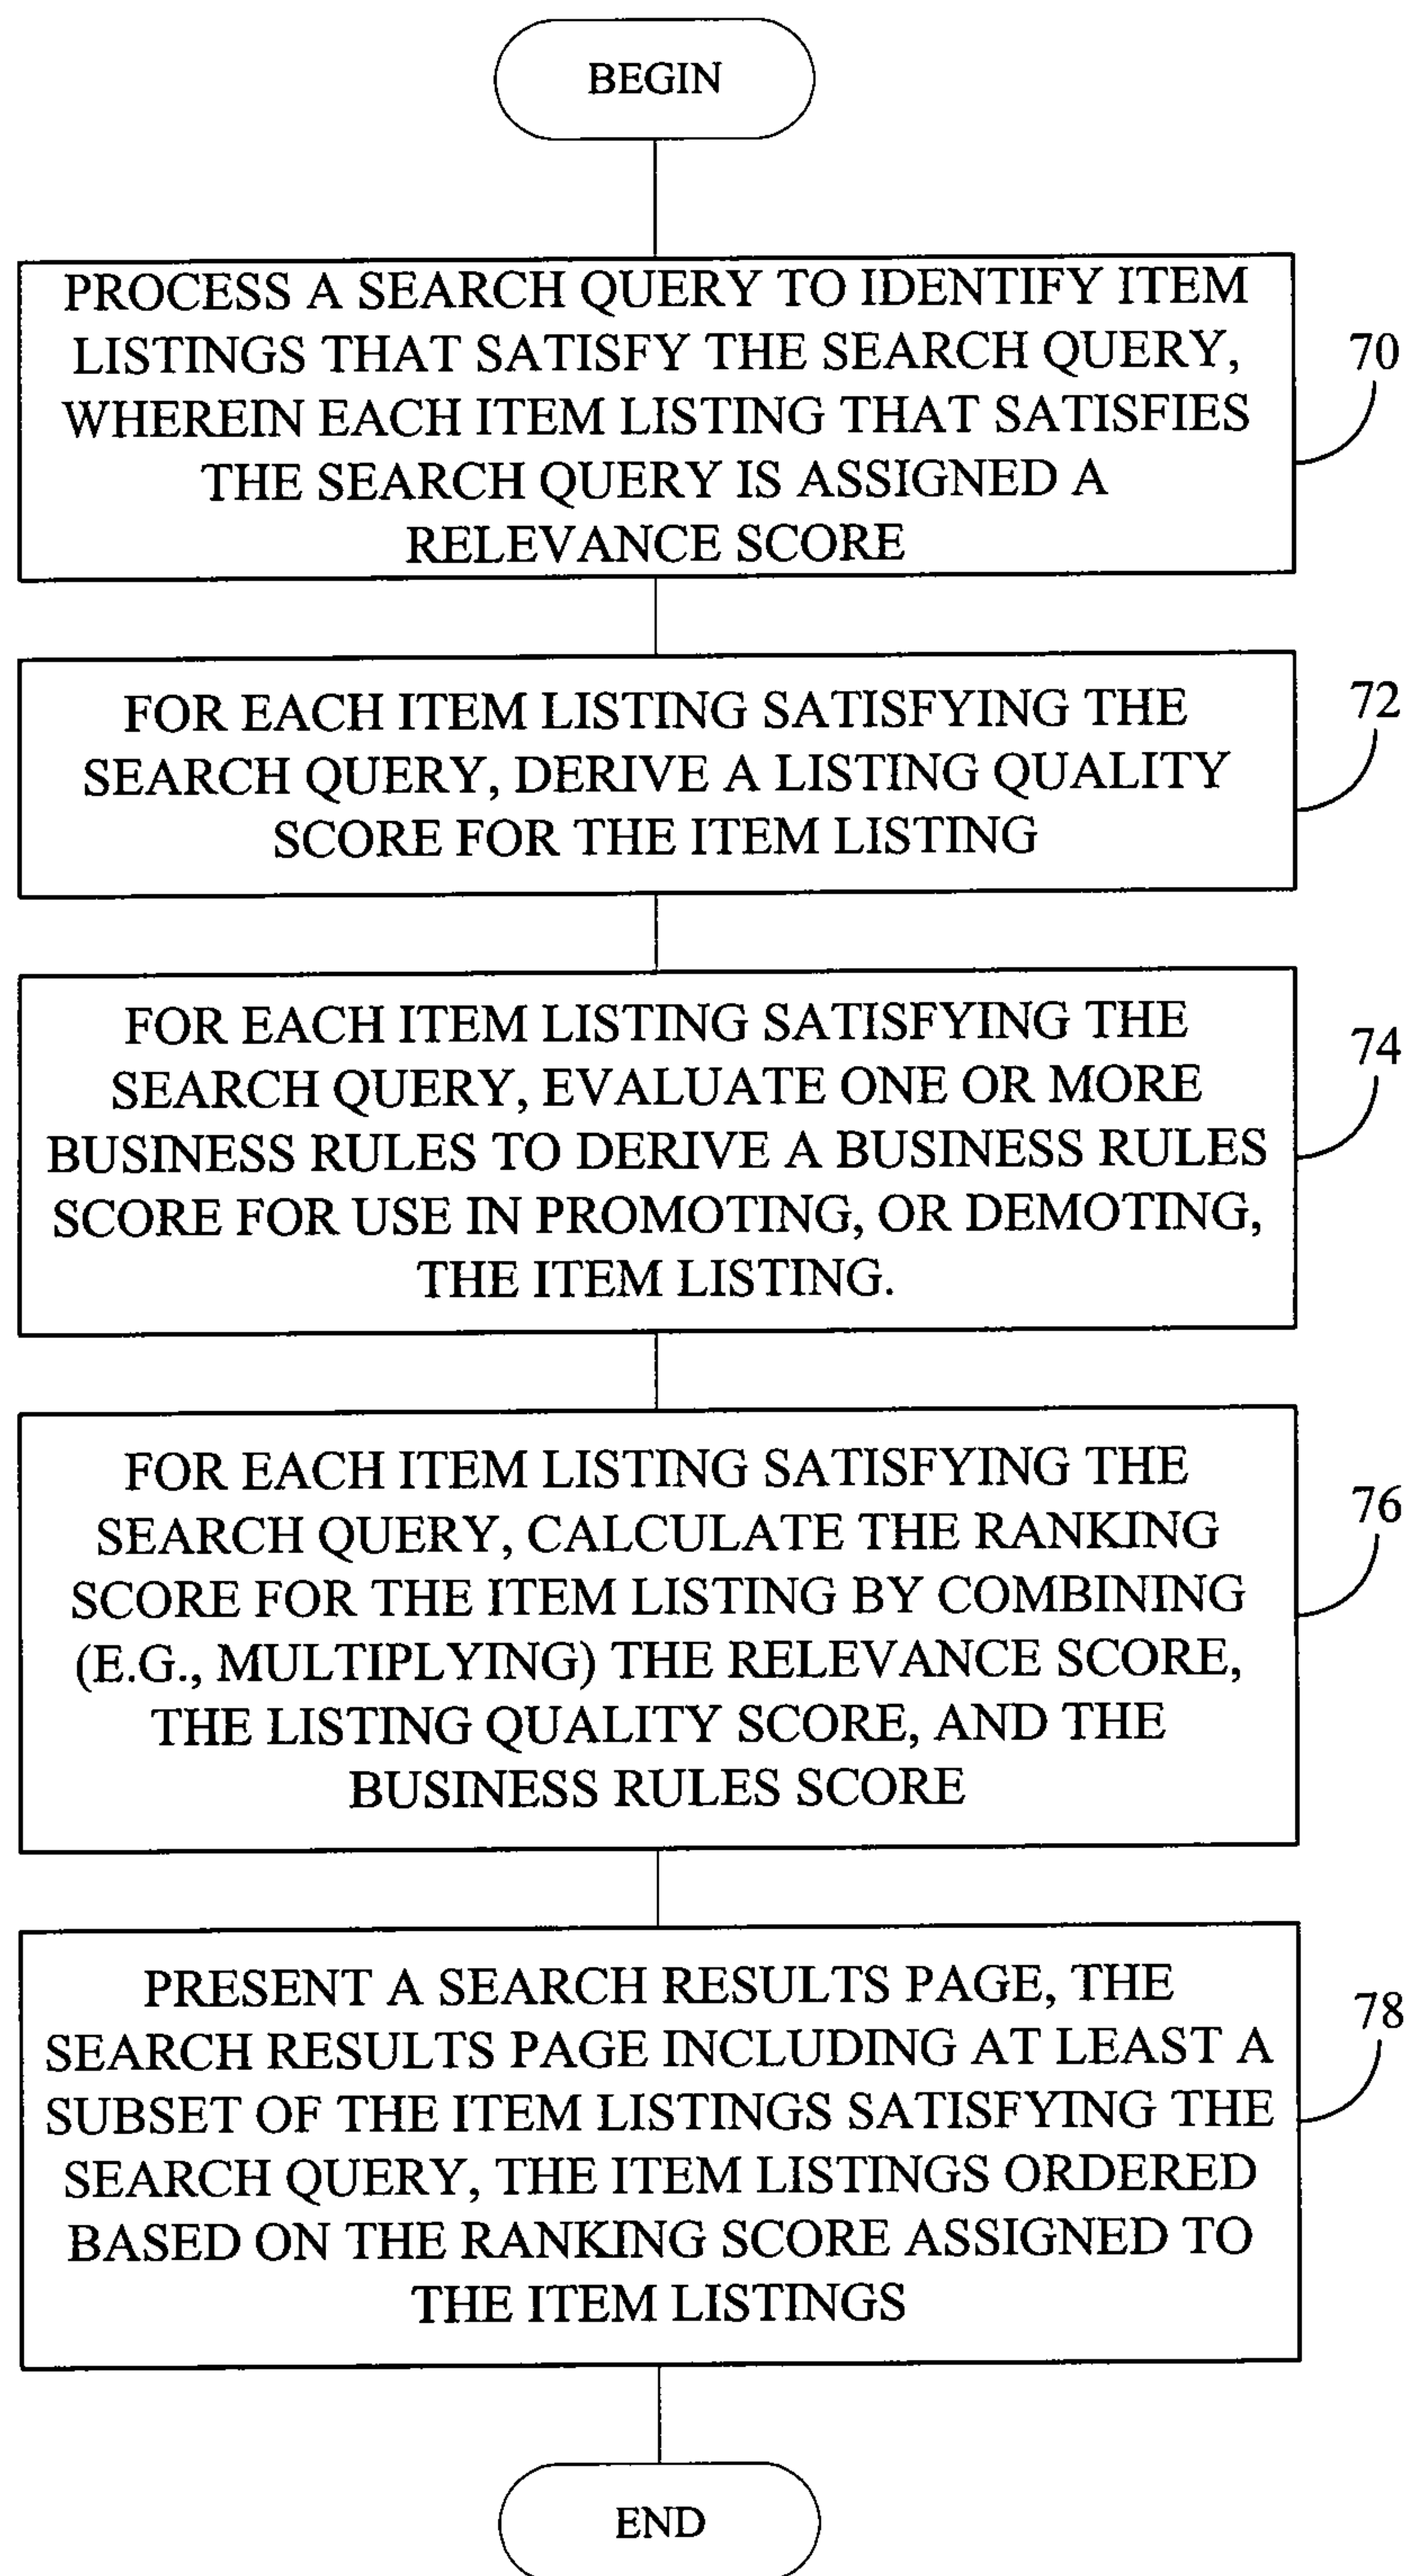 BEGIN
PROCESS A SEARCH QUERY TO IDENTIFY ITEM
LISTINGS THAT SATISFY THE SEARCH QUERY,
WHEREIN EACH ITEM LISTING THAT SATISFIES
THE SEARCH QUERY IS ASSIGNED A
RELEVANCE SCORE
70
FOR EACH ITEM LISTING SATISFYING THE
SEARCH QUERY, DERIVE A LISTING QUALITY
SCORE FOR THE ITEM LISTING
72
FOR EACH ITEM LISTING SATISFYING THE
SEARCH QUERY, EVALUATE ONE OR MORE
BUSINESS RULES TO DERIVE A BUSINESS RULES
SCORE FOR USE IN PROMOTING, OR DEMOTING,
THE ITEM LISTING.
74
FOR EACH ITEM LISTING SATISFYING THE
SEARCH QUERY, CALCULATE THE RANKING
SCORE FOR THE ITEM LISTING BY COMBINING
(E.G., MULTIPLYING) THE RELEVANCE SCORE,
THE LISTING QUALITY SCORE, AND THE
BUSINESS RULES SCORE
76
PRESENT A SEARCH RESULTS PAGE, THE
SEARCH RESULTS PAGE INCLUDING AT LEAST A
SUBSET OF THE ITEM LISTINGS SATISFYING THE
SEARCH QUERY, THE ITEM LISTINGS ORDERED
BASED ON THE RANKING SCORE ASSIGNED TO
THE ITEM LISTINGS
78
END